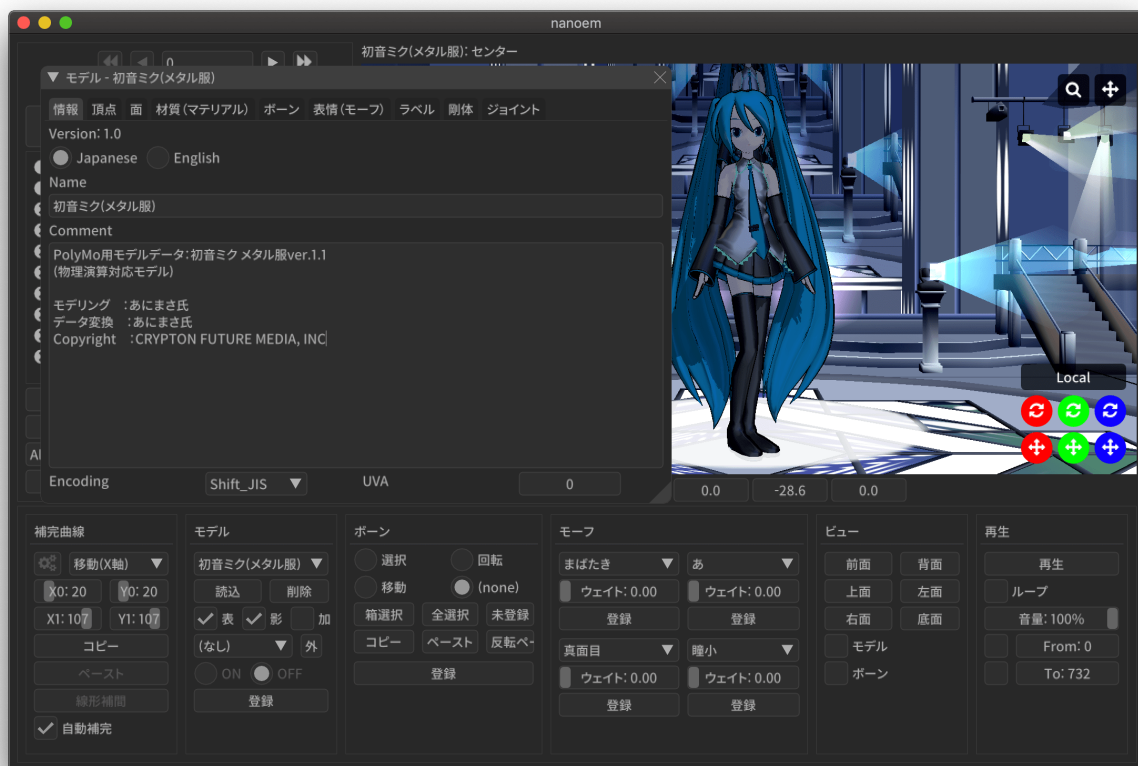 nanoem
0
初音ミク(メタル服): センター
▼ モデル - 初音ミク(メタル服)
情報 頂点 面 材質(マテリアル) ボーン 表情(モーフ) ラベル 剛体 ジョイント
Version: 1.0
Japanese English
Name
初音ミク(メタル服)
Comment
PolyMo用モデルデータ:初音ミク メタル服ver.1.1
(物理演算対応モデル)
モデリング :あにまさ氏
データ変換 :あにまさ氏
Copyright :CRYPTON FUTURE MEDIA, INC
Encoding Shift_JIS ▼ UVA 0
Local
0.0 -28.6 0.0
補完曲線
移動(X軸) ▼
X0: 20 Y0: 20
X1: 107 Y1: 107
コピー
ペースト
線形補間
自動補完
モデル
初音ミク(メタル服) ▼
読込 削除
表 影 加
(なし) ▼ 外
ON OFF
登録
ボーン
選択 回転
移動 (none)
箱選択 全選択 未登録
コピー ペースト 反転ペー
登録
モーフ
まばたき ▼ あ ▼
ウェイト: 0.00 ウェイト: 0.00
登録 登録
真面目 ▼ 瞳小 ▼
ウェイト: 0.00 ウェイト: 0.00
登録 登録
ビュー
前面 背面
上面 左面
右面 底面
モデル
ボーン
再生
再生
ループ
音量: 100%
From: 0
To: 732